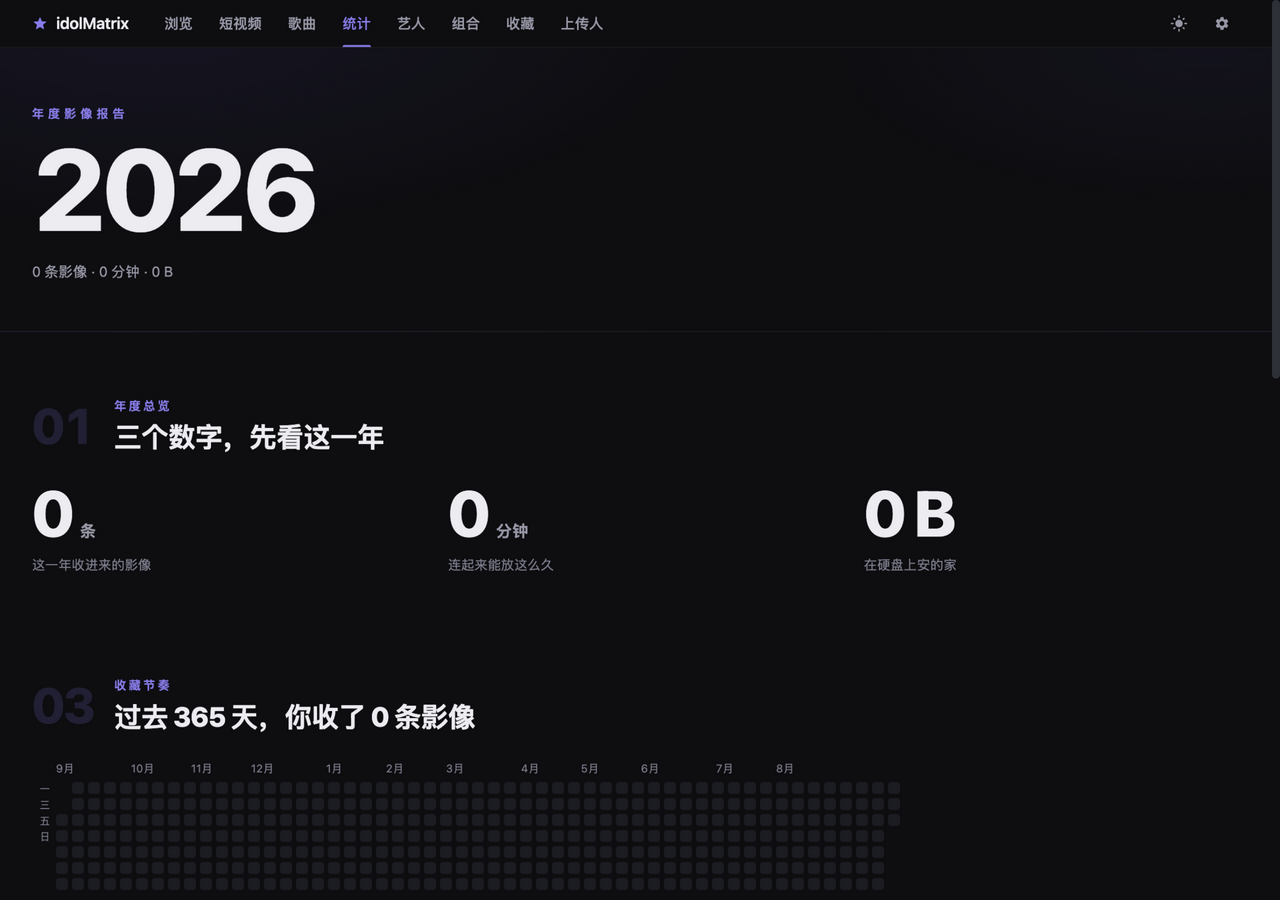 idolMatrix 浏览 短视频 歌曲 统计 艺人 组合 收藏 上传人
年度影像报告
2026
0 条影像 · 0 分钟 · 0 B
01
年度总览
三个数字，先看这一年
0 条 0 分钟 0 B
这一年收进来的影像 连起来能放这么久 在硬盘上安的家
03
收藏节奏
过去 365 天，你收了 0 条影像
9月 10月 11月 12月 1月 2月 3月 4月 5月 6月 7月 8月
一
三
五
日